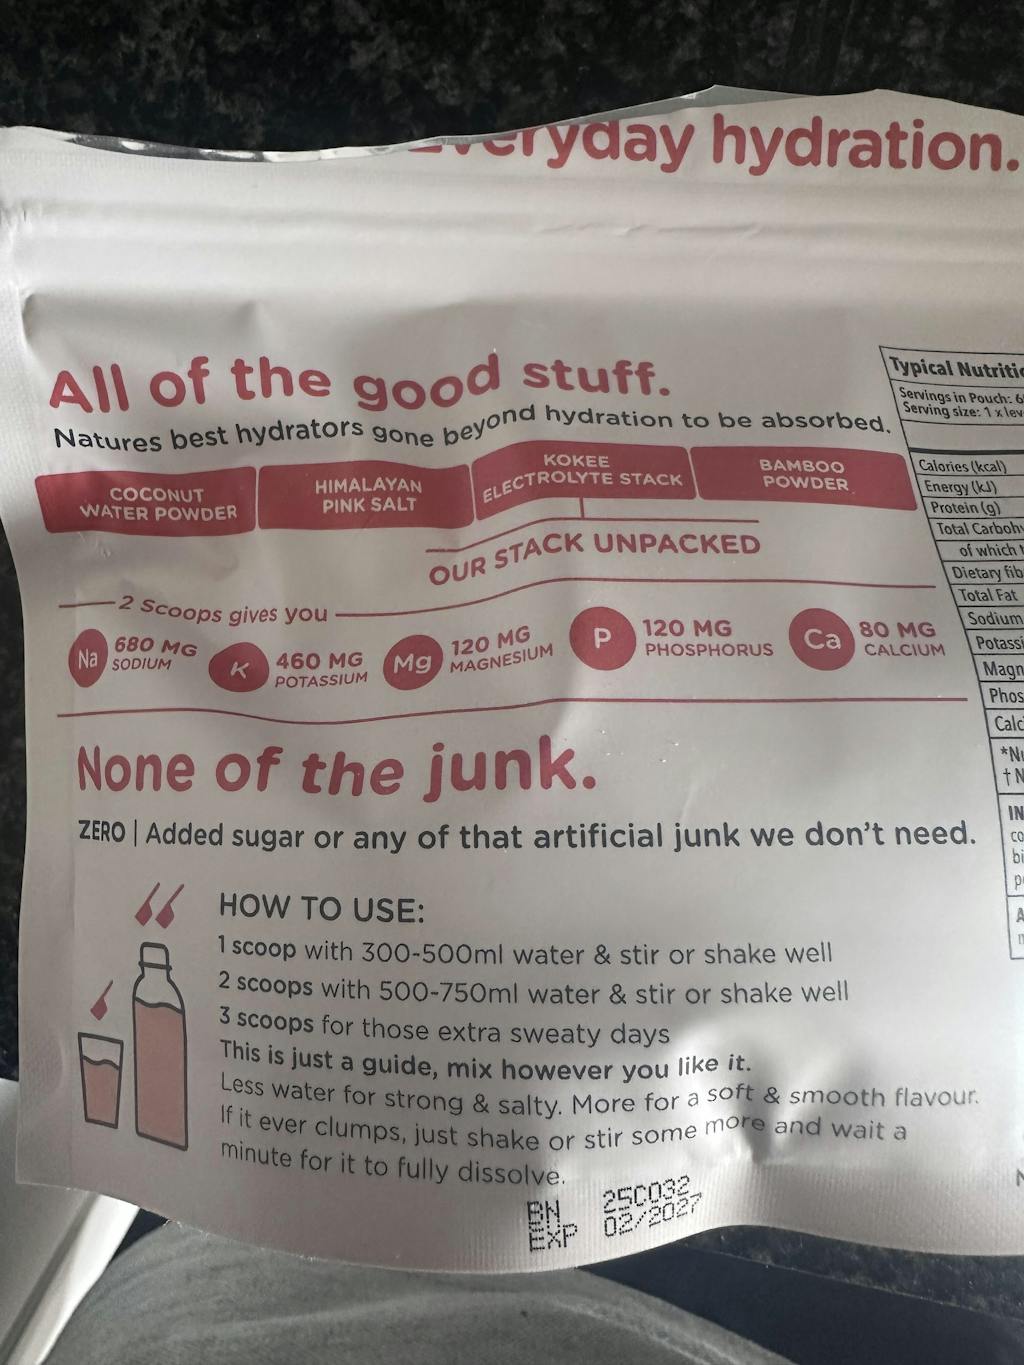 everyday hydration.
All of the good stuff.
Natures best hydrators gone beyond hydration to be absorbed.
COCONUT
WATER POWDER
HIMALAYAN
PINK SALT
KOKEE
ELECTROLYTE STACK
BAMBOO
POWDER
OUR STACK UNPACKED
2 Scoops gives you
Na
680 MG
SODIUM
K
460 MG
POTASSIUM
Mg
120 MG
MAGNESIUM
P
120 MG
PHOSPHORUS
Ca
80 MG
CALCIUM
None of the junk.
ZERO | Added sugar or any of that artificial junk we don't need.
HOW TO USE:
1 scoop with 300-500ml water & stir or shake well
2 scoops with 500-750ml water & stir or shake well
3 scoops for those extra sweaty days
This is just a guide, mix however you like it.
Less water for strong & salty. More for a soft & smooth flavour.
If it ever clumps, just shake or stir some more and wait a
minute for it to fully dissolve.
BN 25C032
EXP 02/2027
Typical
Servings in Pouch:
Serving size: 1 x
Calories (kcal)
Energy (kJ)
Protein (g)
Total
of which
Dietary
Total Fat
Sodium